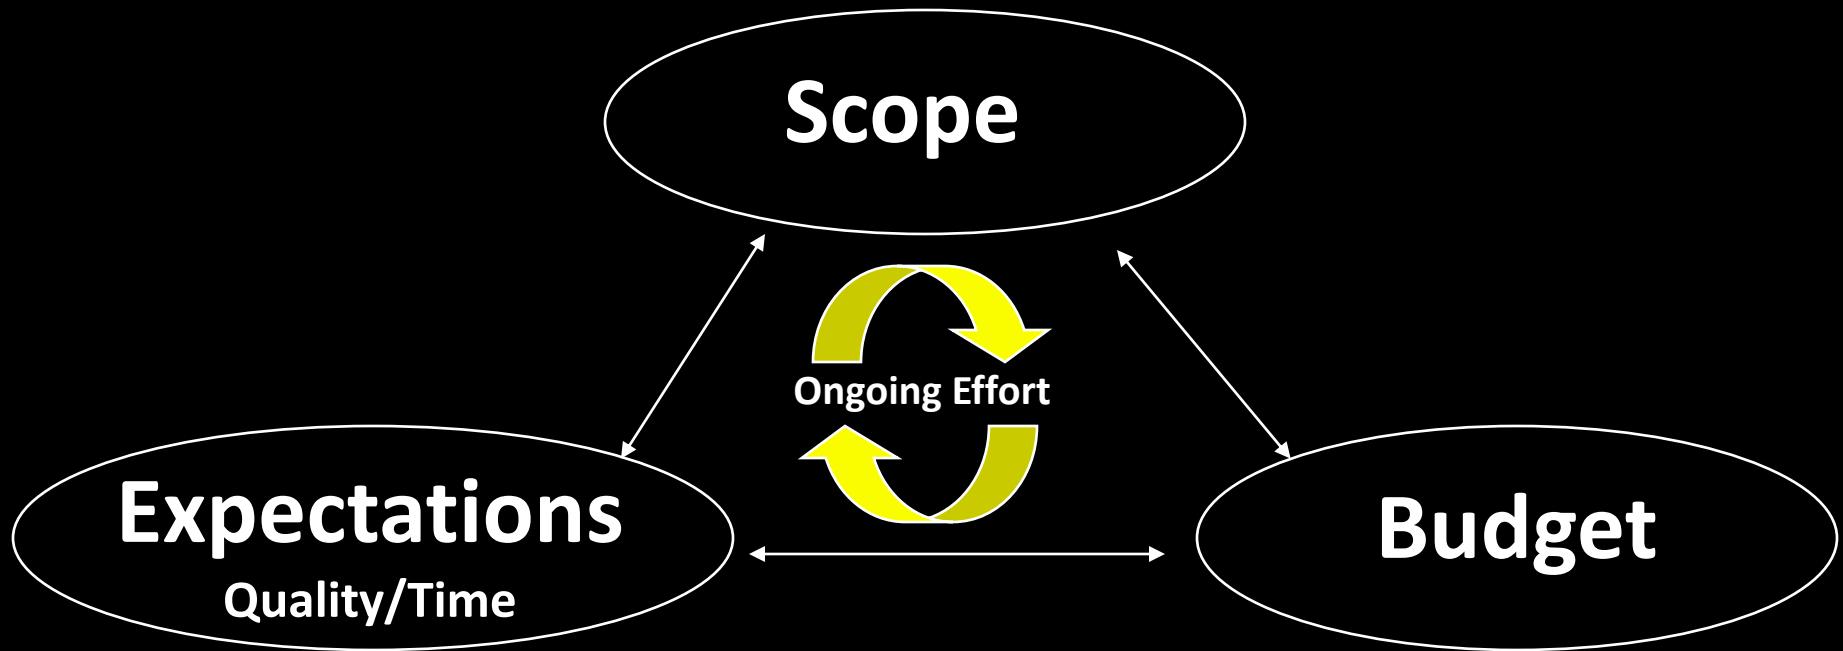 Scope
Ongoing Effort
Expectations
Quality/Time
Budget